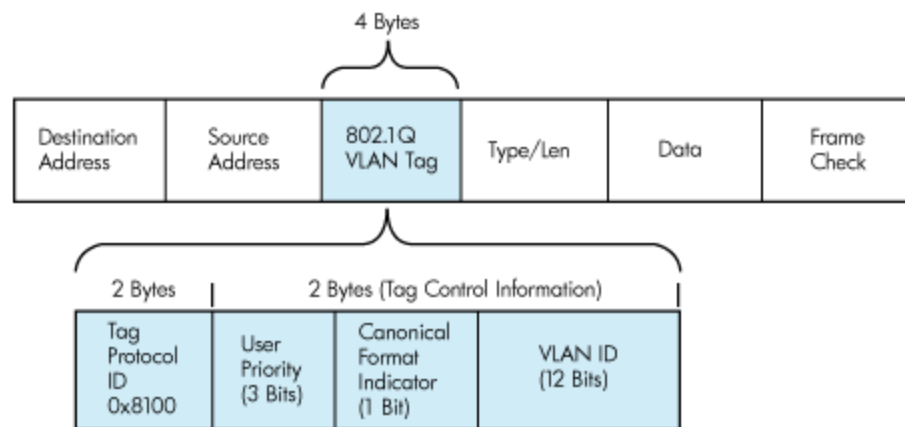 4 Bytes
Destination
Address
Source
Address
802.1Q
VLAN Tag
Type/Len
Data
Frame
Check
2 Bytes
2 Bytes (Tag Control Information)
Tag
Protocol
ID
0x8100
User
Priority
(3 Bits)
Canonical
Format
Indicator
(1 Bit)
VLAN ID
(12 Bits)